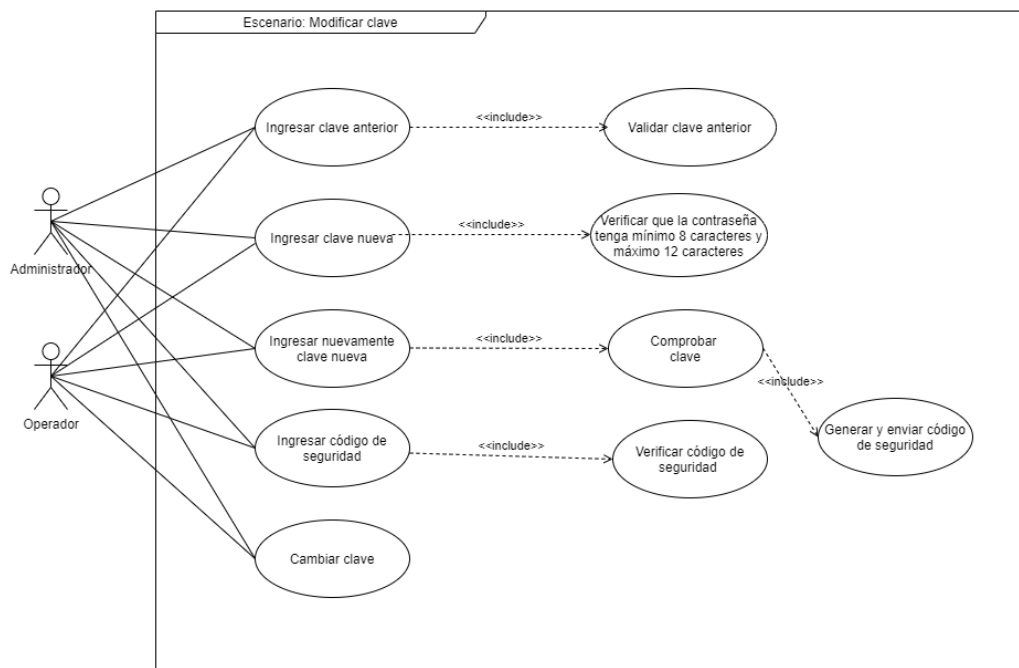 Escenario: Modificar clave
Ingresar clave anterior
<<include>>
Validar clave anterior
Administrador
Ingresar clave nueva
<<include>>
Verificar que la contraseña
tenga mínimo 8 caracteres y
máximo 12 caracteres
Operador
Ingresar nuevamente
clave nueva
<<include>>
Comprobar
clave
<<include>>
Generar y enviar código
de seguridad
Ingresar código de
seguridad
<<include>>
Verificar código de
seguridad
Cambiar clave